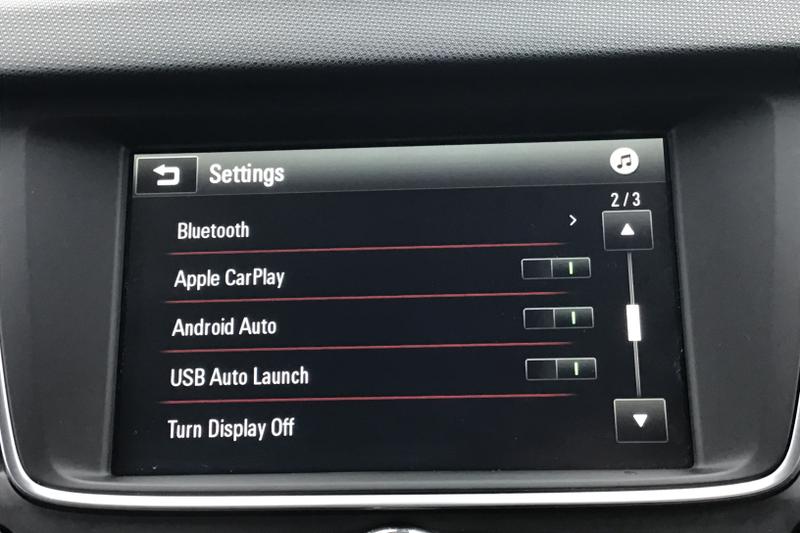 Settings
2/3
Bluetooth
Apple CarPlay
Android Auto
USB Auto Launch
Turn Display Off